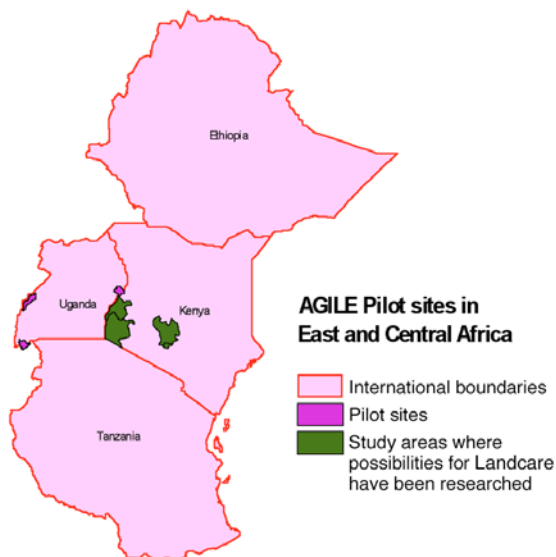 Ethiopia
Uganda
Kenya
Tanzania
AGILE Pilot sites in
East and Central Africa
International boundaries
Pilot sites
Study areas where
possibilities for Landcare
have been researched